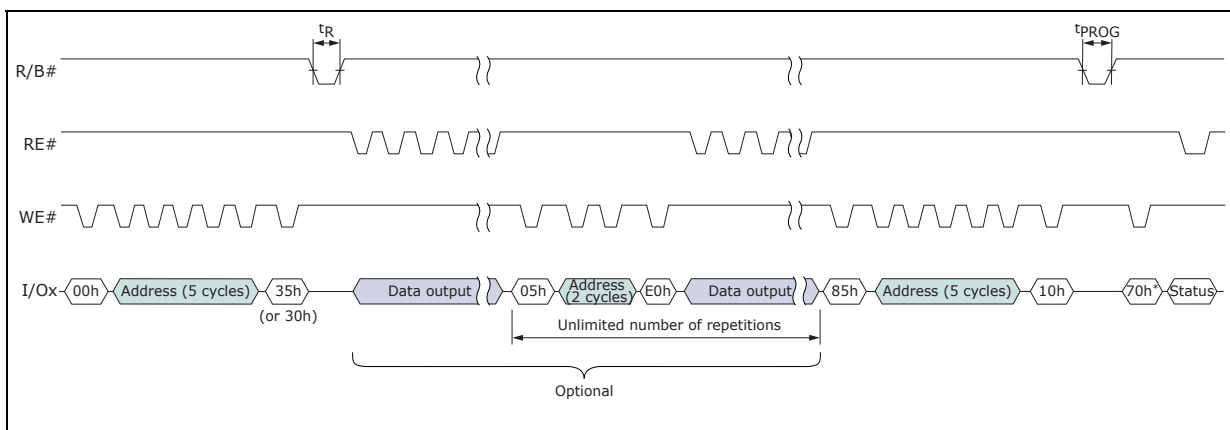 tR
tPROG
R/B#
RE#
WE#
I/Ox
00h
Address (5 cycles)
35h
(or 30h)
Data output
05h
Address
(2 cycles)
E0h
Data output
85h
Address (5 cycles)
10h
70h*
Status
Unlimited number of repetitions
Optional